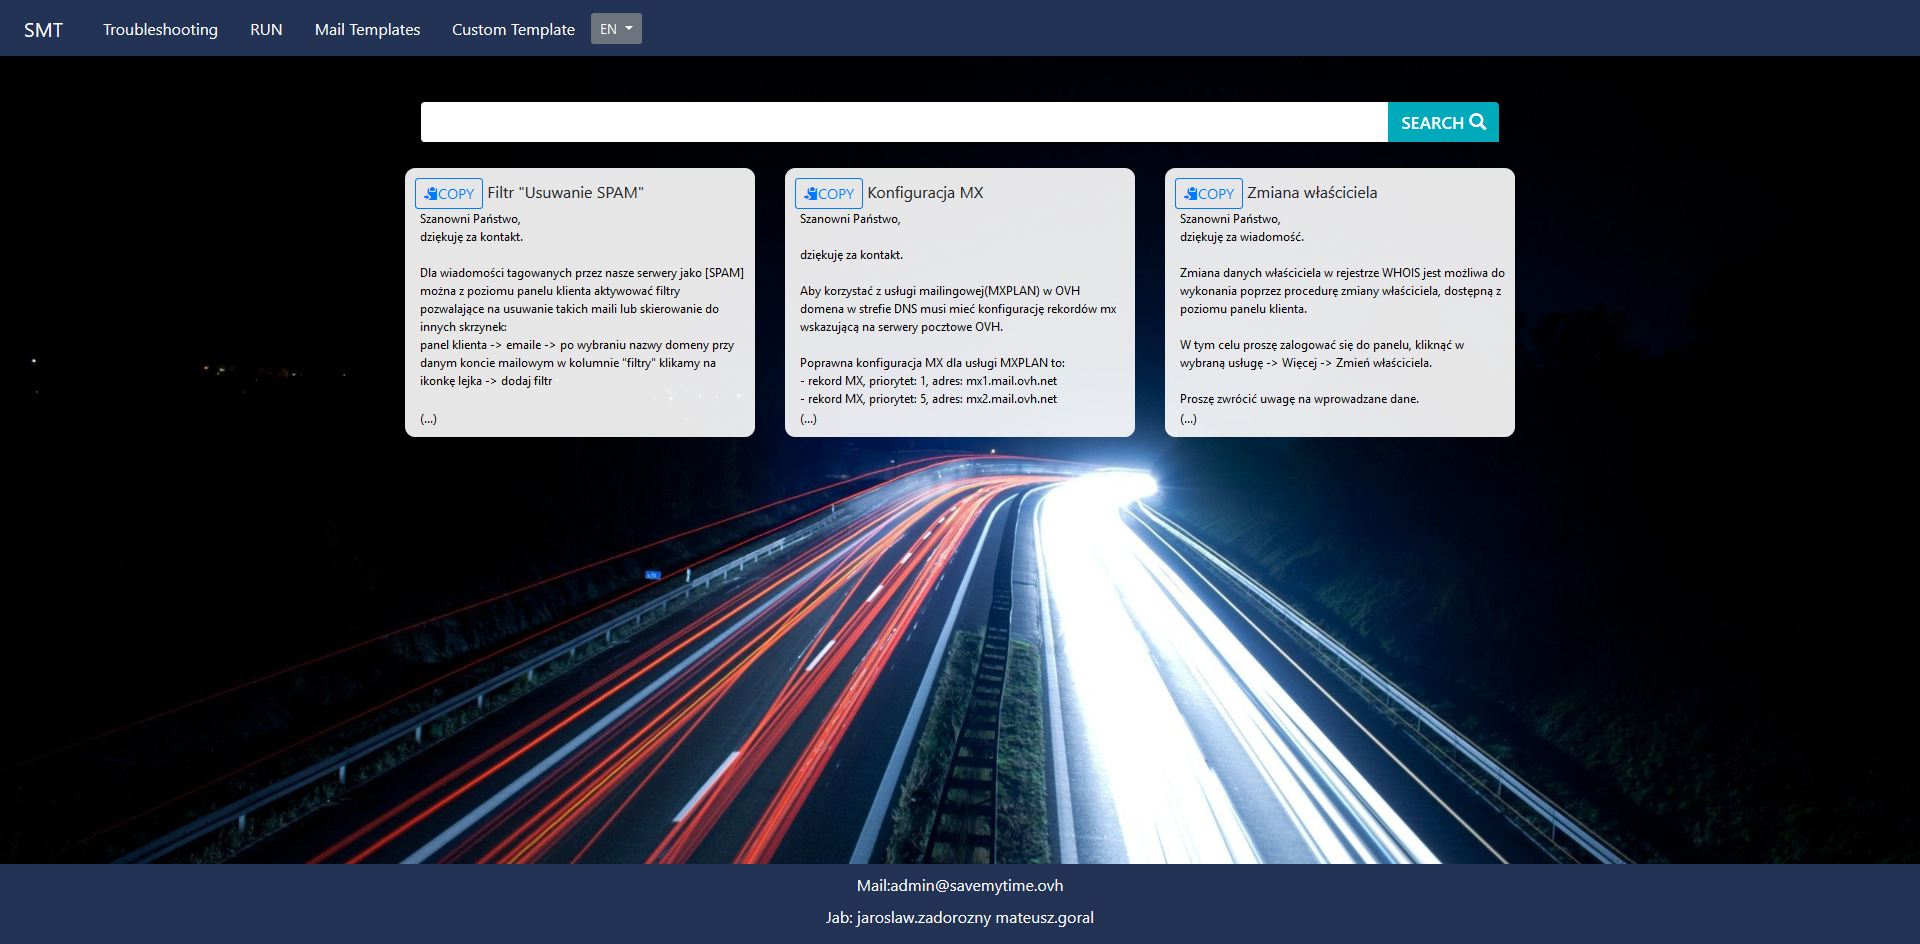 SMT Troubleshooting RUN Mail Templates Custom Template EN
SEARCH
COPY Filtr "Usuwanie SPAM"
Szanowni Państwo,
dziękuję za kontakt.
Dla wiadomości tagowanych przez nasze serwery jako [SPAM]
można z poziomu panelu klienta aktywować filtry
pozwalające na usuwanie takich maili lub skierowanie do
innych skrzynek:
panel klienta -> emaile -> po wybraniu nazwy domeny przy
danym koncie mailowym w kolumnie "filtry" klikamy na
ikonkę lejka -> dodaj filtr
(...)
COPY Konfiguracja MX
Szanowni Państwo,
dziękuję za kontakt.
Aby korzystać z usługi mailingowej(MXPLAN) w OVH
domena w strefie DNS musi mieć konfigurację rekordów mx
wskazującą na serwery pocztowe OVH.
Poprawna konfiguracja MX dla usługi MXPLAN to:
- rekord MX, priorytet: 1, adres: mx1.mail.ovh.net
- rekord MX, priorytet: 5, adres: mx2.mail.ovh.net
(...)
COPY Zmiana właściciela
Szanowni Państwo,
dziękuję za wiadomość.
Zmiana danych właściciela w rejestrze WHOIS jest możliwa do
wykonania poprzez procedurę zmiany właściciela, dostępną z
poziomu panelu klienta.
W tym celu proszę zalogować się do panelu, kliknąć w
wybraną usługę -> Więcej -> Zmień właściciela.
Proszę zwrócić uwagę na wprowadzane dane.
(...)
Mail:admin@savemytime.ovh
Jab: jaroslaw.zadorozny mateusz.goral